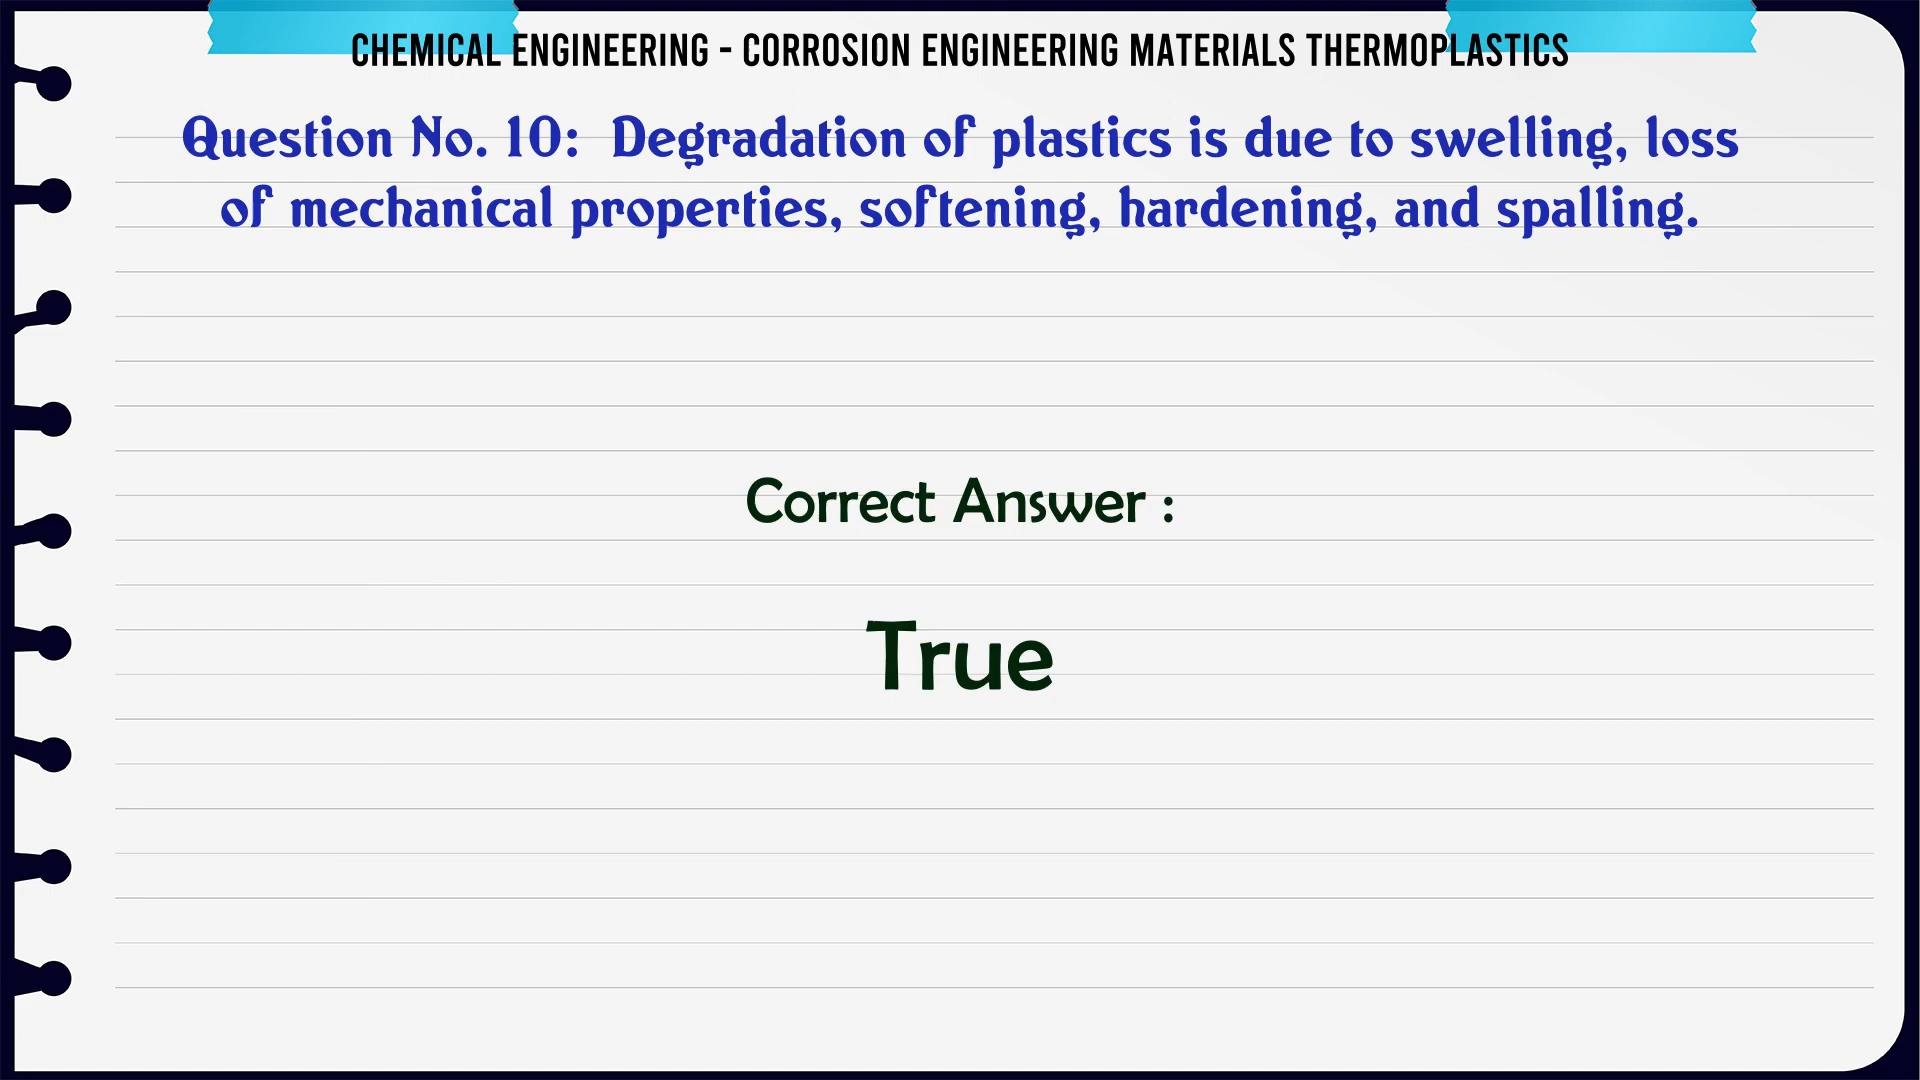 CHEMICAL ENGINEERING - CORROSION ENGINEERING MATERIALS THERMOPLASTICS
Question No. 10: Degradation of plastics is due to swelling, loss
of mechanical properties, softening, hardening, and spalling.
Correct Answer :
True